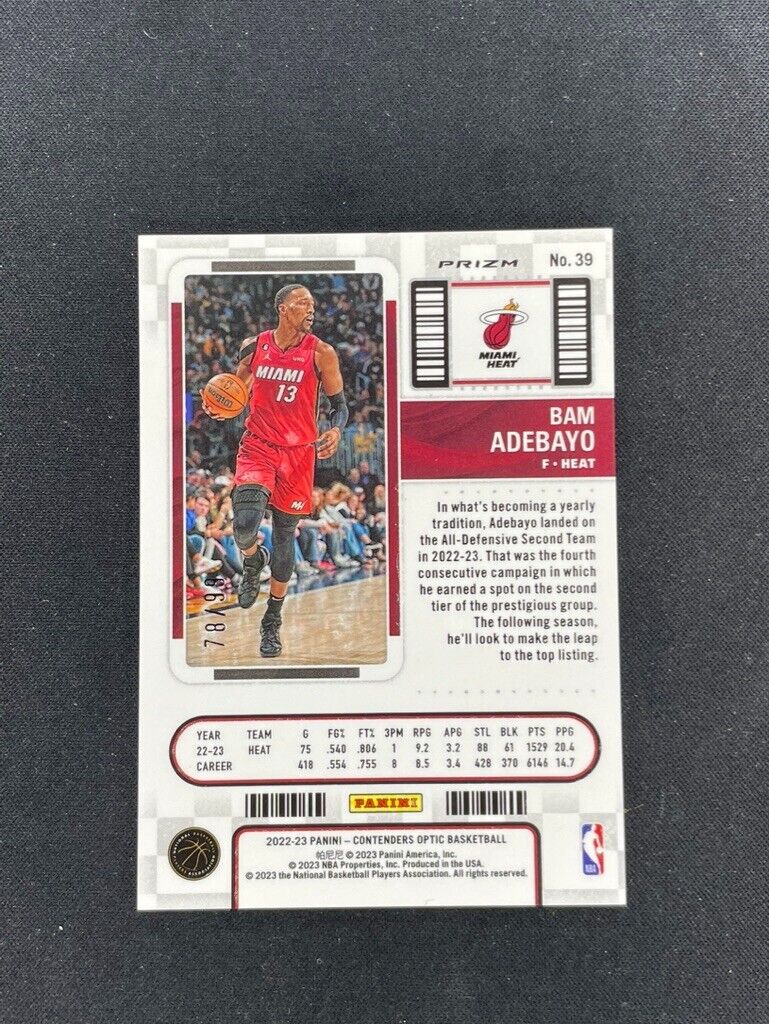 PRIZM No. 39
MIAMI HEAT
MIAMI
13
Wilson
78/99
BAM
ADEBAYO
F • HEAT
In what's becoming a yearly
tradition, Adebayo landed on
the All-Defensive Second Team
in 2022-23. That was the fourth
consecutive campaign in which
he earned a spot on the second
tier of the prestigious group.
The following season,
he'll look to make the leap
to the top listing.
YEAR TEAM G FG% FT% 3PM RPG APG STL BLK PTS PPG
22-23 HEAT 75 .540 .806 1 9.2 3.2 88 61 1529 20.4
CAREER 418 .554 .755 8 8.5 3.4 428 370 6146 14.7
PANINI
NATIONAL BASKETBALL PLAYERS ASSOCIATION
2022-23 PANINI – CONTENDERS OPTIC BASKETBALL
帕尼尼 © 2023 Panini America, Inc.
© 2023 NBA Properties, Inc. Produced in the USA.
© 2023 the National Basketball Players Association. All rights reserved.
NBA